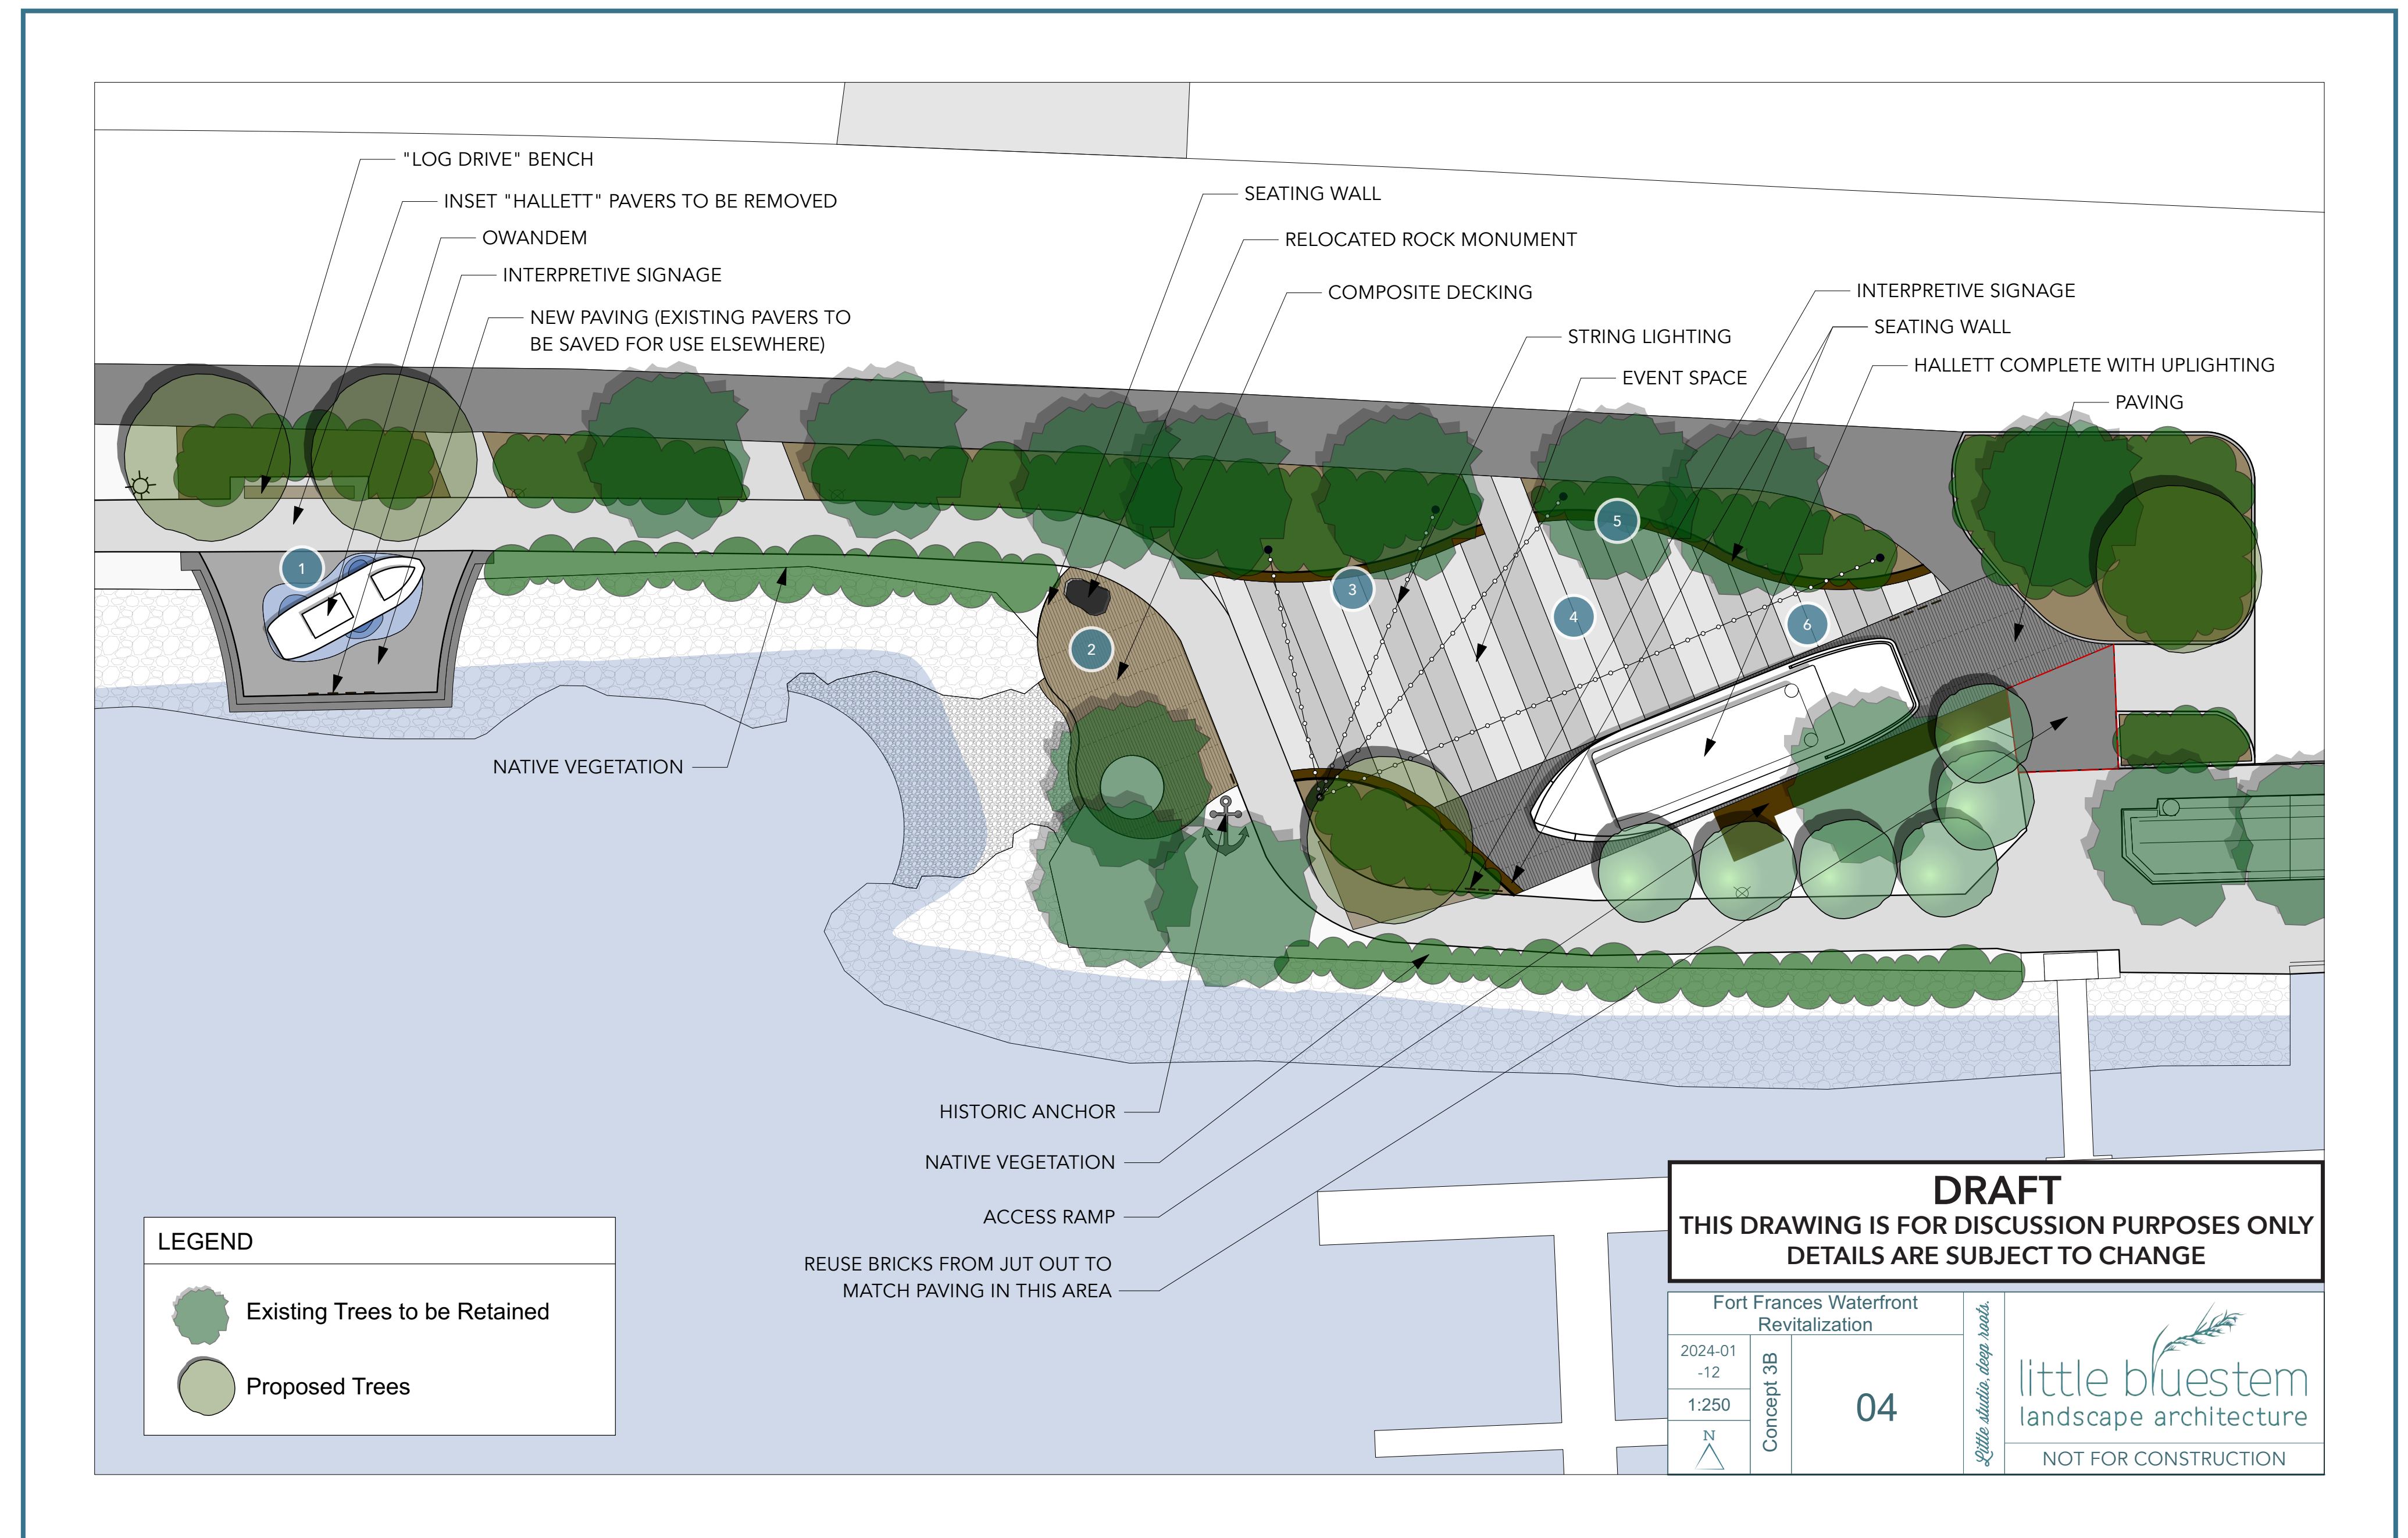 "LOG DRIVE" BENCH
INSET "HALLETT" PAVERS TO BE REMOVED
OWANDEM
INTERPRETIVE SIGNAGE
NEW PAVING (EXISTING PAVERS TO
BE SAVED FOR USE ELSEWHERE)
SEATING WALL
RELOCATED ROCK MONUMENT
COMPOSITE DECKING
STRING LIGHTING
EVENT SPACE
INTERPRETIVE SIGNAGE
SEATING WALL
HALLETT COMPLETE WITH UPLIGHTING
PAVING
1
2
3
4
5
6
NATIVE VEGETATION
HISTORIC ANCHOR
NATIVE VEGETATION
ACCESS RAMP
REUSE BRICKS FROM JUT OUT TO
MATCH PAVING IN THIS AREA
LEGEND
Existing Trees to be Retained
Proposed Trees
DRAFT
THIS DRAWING IS FOR DISCUSSION PURPOSES ONLY
DETAILS ARE SUBJECT TO CHANGE
Fort Frances Waterfront
Revitalization
2024-01
-12
1:250
N
Concept 3B
04
Little studio, deep roots.
little bluestem
landscape architecture
NOT FOR CONSTRUCTION